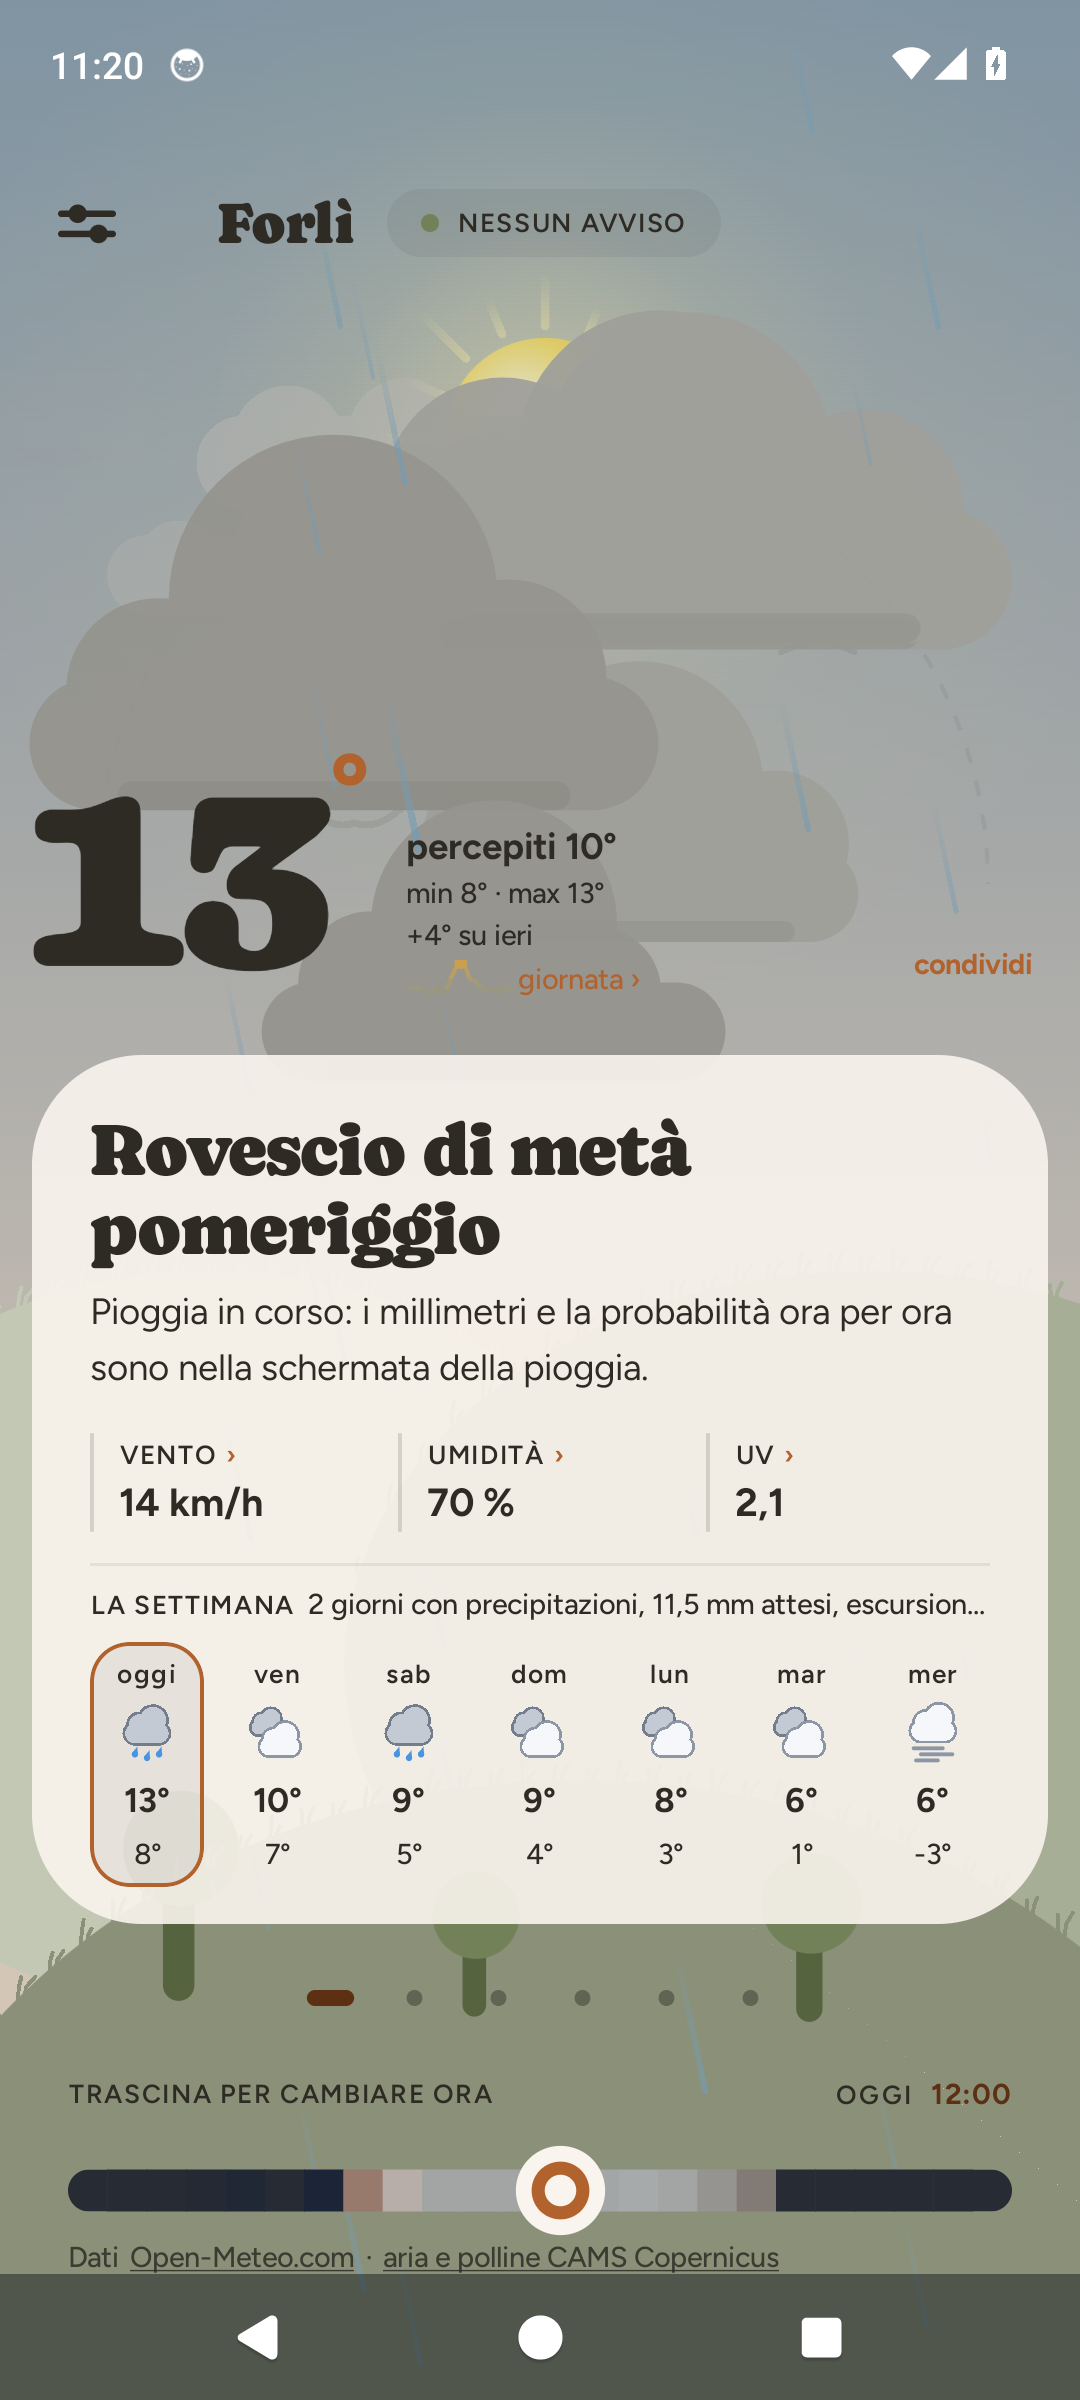 11:20
Forlì
NESSUN AVVISO
13°
percepiti 10°
min 8° · max 13°
+4° su ieri
giornata ›
condividi
Rovescio di metà
pomeriggio
Pioggia in corso: i millimetri e la probabilità ora per ora
sono nella schermata della pioggia.
VENTO › UMIDITÀ › UV ›
14 km/h 70 % 2,1
LA SETTIMANA 2 giorni con precipitazioni, 11,5 mm attesi, escursion...
oggi ven sab dom lun mar mer
13° 10° 9° 9° 8° 6° 6°
8° 7° 5° 4° 3° 1° -3°
TRASCINA PER CAMBIARE ORA OGGI 12:00
Dati Open-Meteo.com · aria e polline CAMS Copernicus